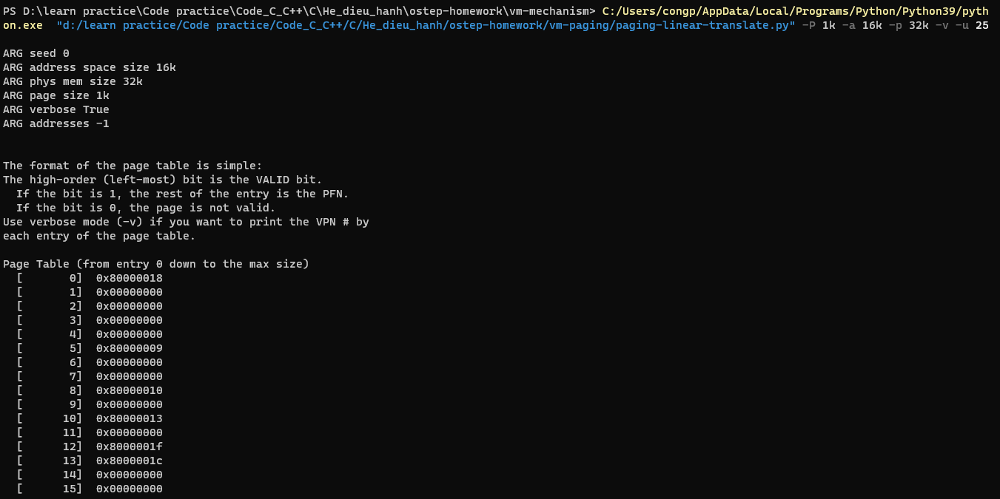 PS D:\learn practice\Code practice\Code_C_C++\C\He_dieu_hanh\ostep-homework\vm-mechanism> C:/Users/congp/AppData/Local/Programs/Python/Python39/pyth
on.exe  "d:/learn practice/Code practice/Code_C_C++/C/He_dieu_hanh/ostep-homework/vm-paging/paging-linear-translate.py" -P 1k -a 16k -p 32k -v -u 25
ARG seed 0
ARG address space size 16k
ARG phys mem size 32k
ARG page size 1k
ARG verbose True
ARG addresses -1
The format of the page table is simple:
The high-order (left-most) bit is the VALID bit.
  If the bit is 1, the rest of the entry is the PFN.
  If the bit is 0, the page is not valid.
Use verbose mode (-v) if you want to print the VPN # by
each entry of the page table.
Page Table (from entry 0 down to the max size)
  [       0]  0x80000018
  [       1]  0x00000000
  [       2]  0x00000000
  [       3]  0x00000000
  [       4]  0x00000000
  [       5]  0x80000009
  [       6]  0x00000000
  [       7]  0x00000000
  [       8]  0x80000010
  [       9]  0x00000000
  [      10]  0x80000013
  [      11]  0x00000000
  [      12]  0x8000001f
  [      13]  0x8000001c
  [      14]  0x00000000
  [      15]  0x00000000